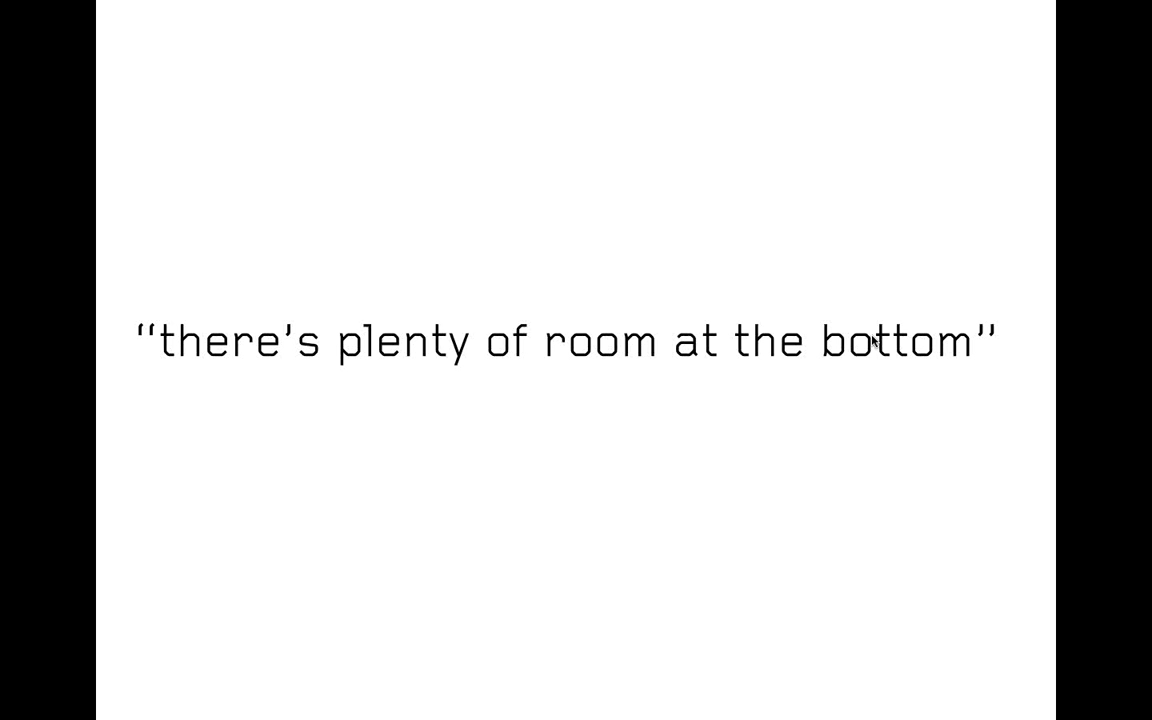 “there’s plenty of room at the bottom”